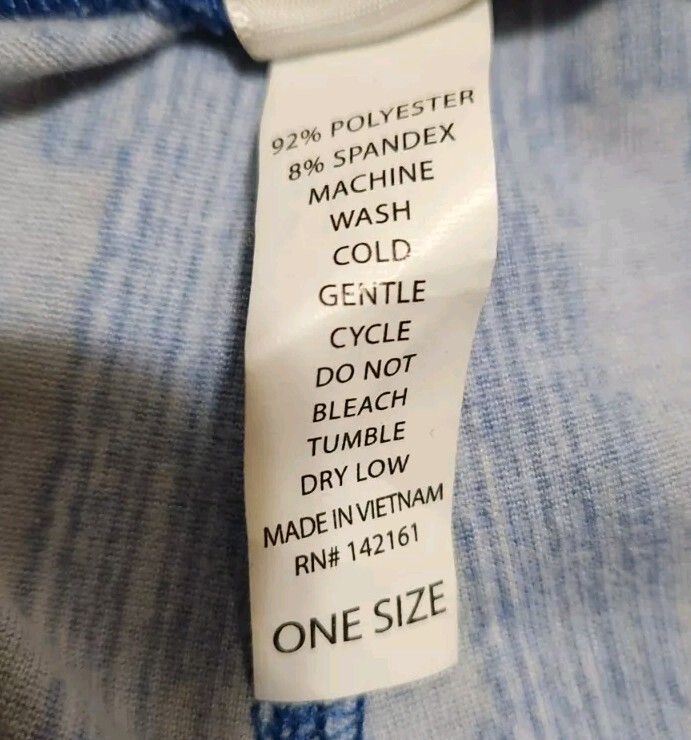 92% POLYESTER
8% SPANDEX
MACHINE
WASH
COLD
GENTLE
CYCLE
DO NOT
BLEACH
TUMBLE
DRY LOW
MADE IN VIETNAM
RN# 142161
ONE SIZE